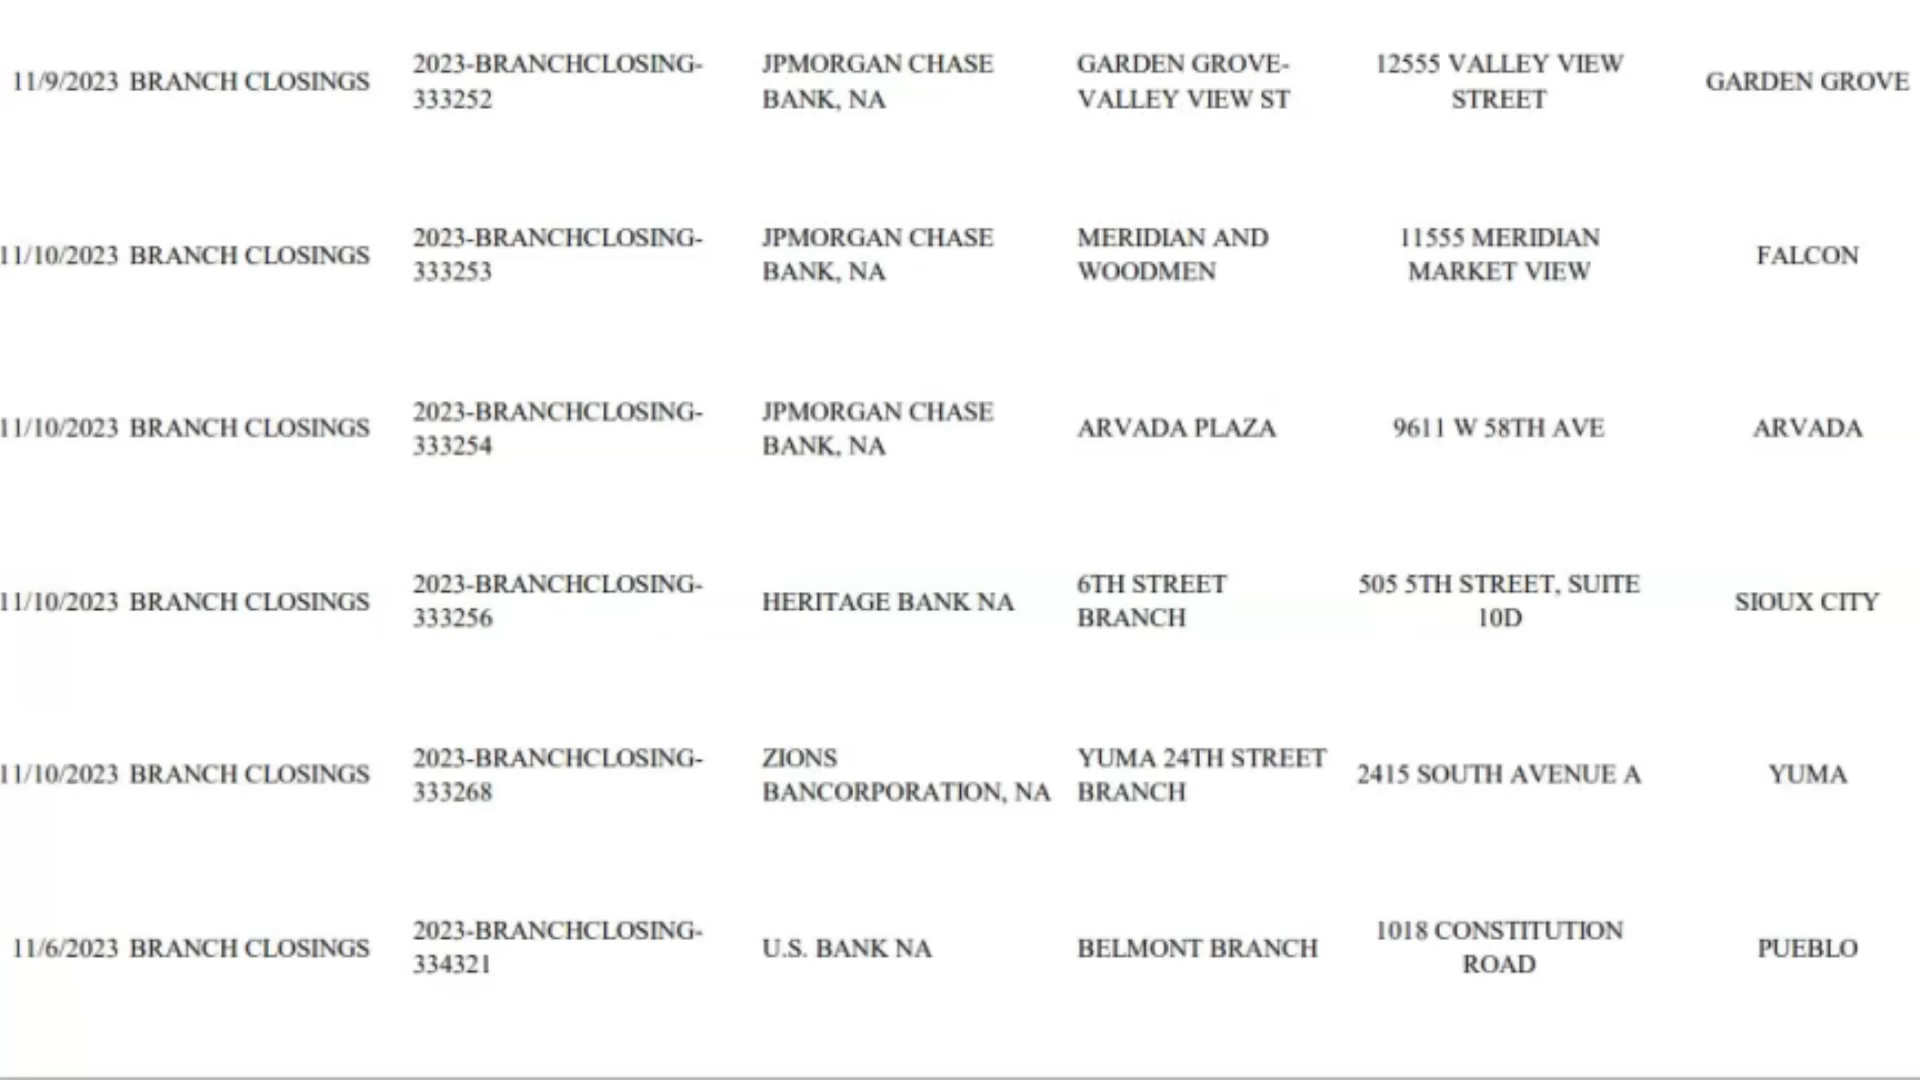 11/9/2023 BRANCH CLOSINGS 2023-BRANCHCLOSING- JPMORGAN CHASE GARDEN GROVE- 12555 VALLEY VIEW GARDEN GROVE
333252 BANK, NA VALLEY VIEW ST STREET
11/10/2023 BRANCH CLOSINGS 2023-BRANCHCLOSING- JPMORGAN CHASE MERIDIAN AND 11555 MERIDIAN FALCON
333253 BANK, NA WOODMEN MARKET VIEW
11/10/2023 BRANCH CLOSINGS 2023-BRANCHCLOSING- JPMORGAN CHASE ARVADA PLAZA 9611 W 58TH AVE ARVADA
333254 BANK, NA
11/10/2023 BRANCH CLOSINGS 2023-BRANCHCLOSING- HERITAGE BANK NA 6TH STREET 505 5TH STREET, SUITE SIOUX CITY
333256 BRANCH 10D
11/10/2023 BRANCH CLOSINGS 2023-BRANCHCLOSING- ZIONS YUMA 24TH STREET 2415 SOUTH AVENUE A YUMA
333268 BANCORPORATION, NA BRANCH
11/6/2023 BRANCH CLOSINGS 2023-BRANCHCLOSING- U.S. BANK NA BELMONT BRANCH 1018 CONSTITUTION PUEBLO
334321 ROAD